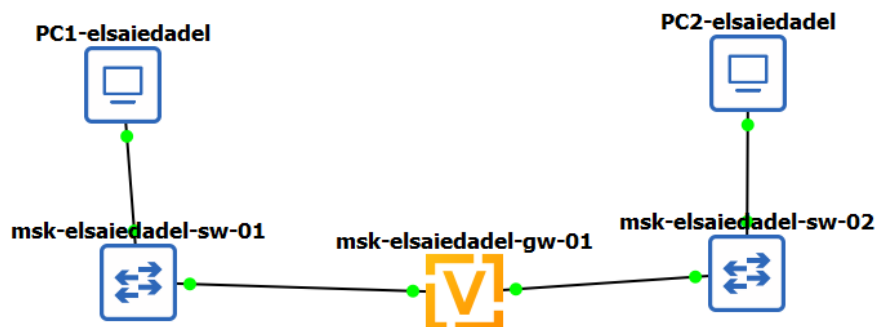 PC1-elsaiedadel
PC2-elsaiedadel
msk-elsaiedadel-sw-01
msk-elsaiedadel-gw-01
msk-elsaiedadel-sw-02
V